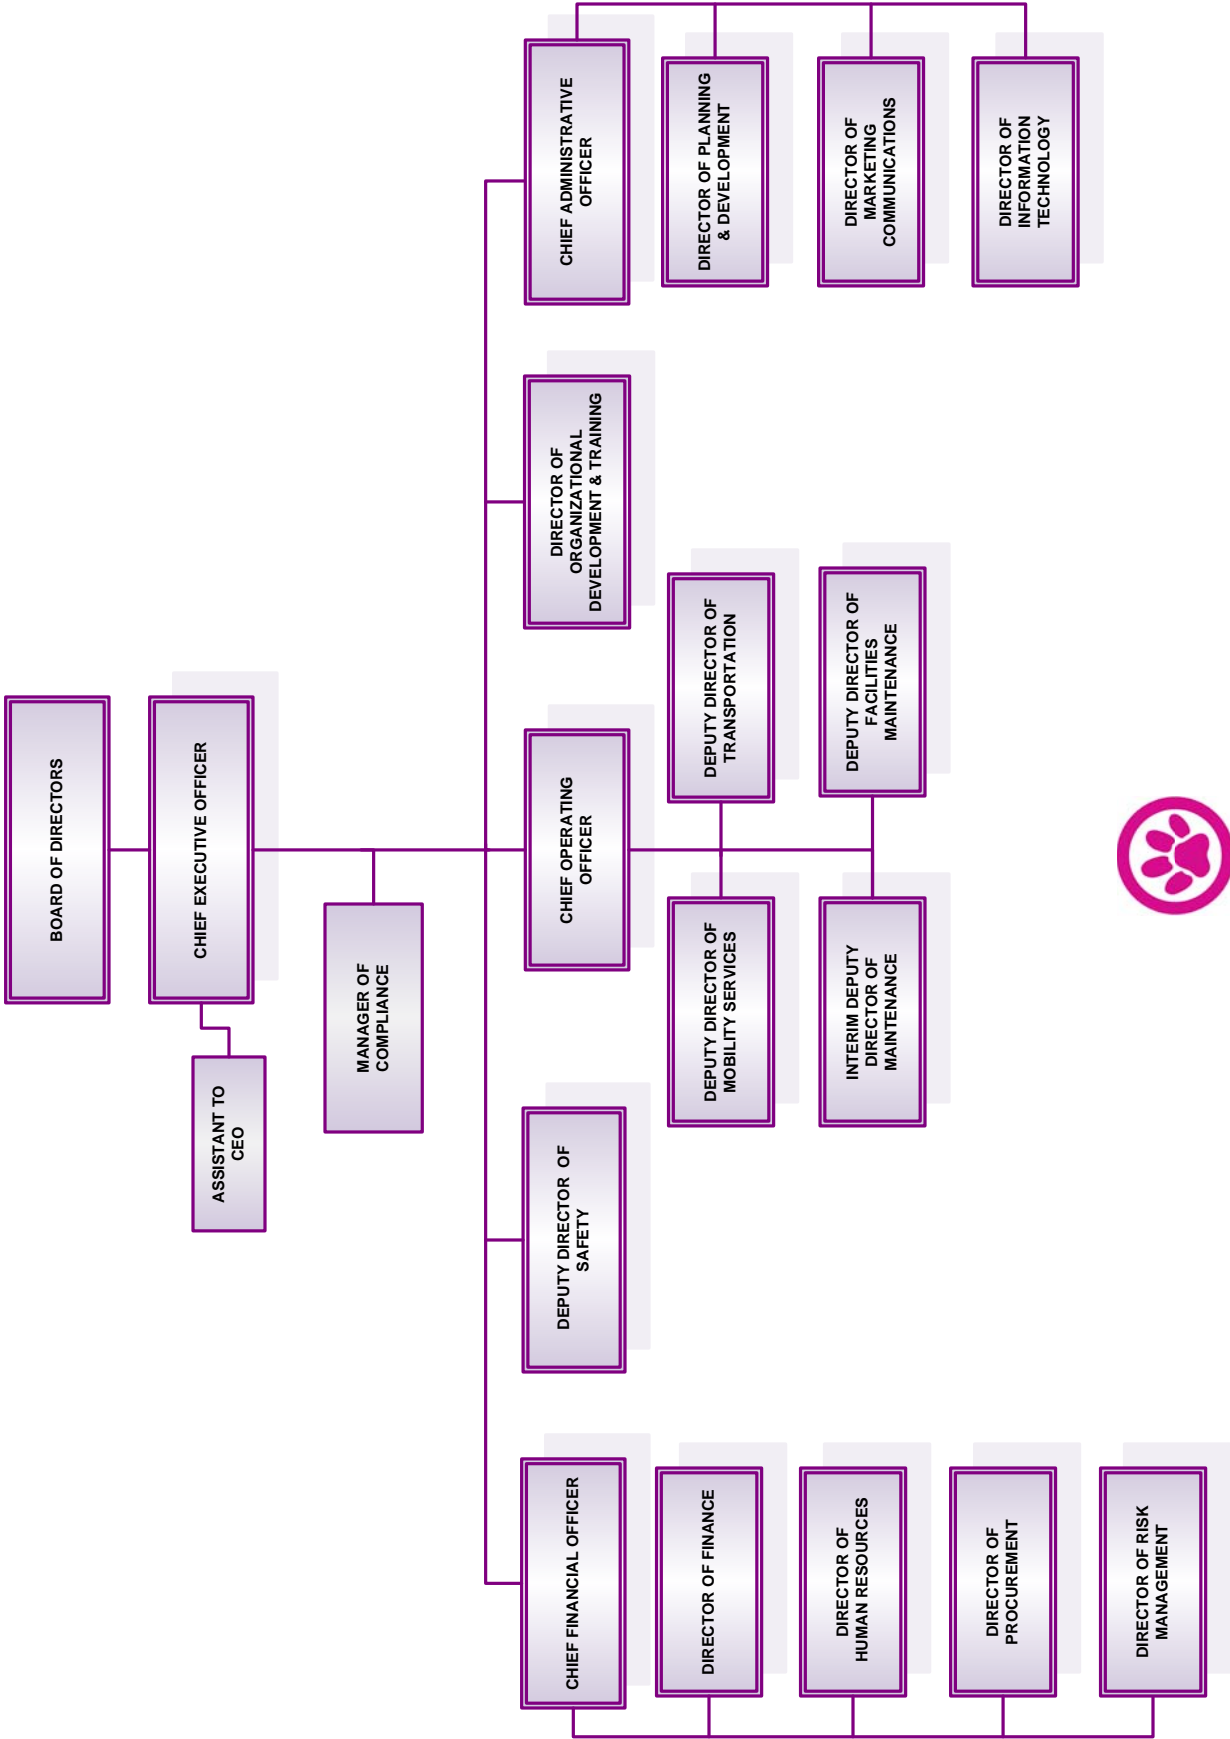 BOARD OF DIRECTORS
CHIEF EXECUTIVE OFFICER
ASSISTANT TO
CEO
MANAGER OF
COMPLIANCE
CHIEF FINANCIAL OFFICER
DEPUTY DIRECTOR OF
SAFETY
CHIEF OPERATING
OFFICER
DIRECTOR OF
ORGANIZATIONAL
DEVELOPMENT & TRAINING
CHIEF ADMINISTRATIVE
OFFICER
DIRECTOR OF FINANCE
DIRECTOR OF
HUMAN RESOURCES
DIRECTOR OF
PROCUREMENT
DIRECTOR OF RISK
MANAGEMENT
DEPUTY DIRECTOR OF
MOBILITY SERVICES
DEPUTY DIRECTOR OF
TRANSPORTATION
INTERIM DEPUTY
DIRECTOR OF
MAINTENANCE
DEPUTY DIRECTOR OF
FACILITIES
MAINTENANCE
DIRECTOR OF PLANNING
& DEVELOPMENT
DIRECTOR OF
MARKETING
COMMUNICATIONS
DIRECTOR OF
INFORMATION
TECHNOLOGY